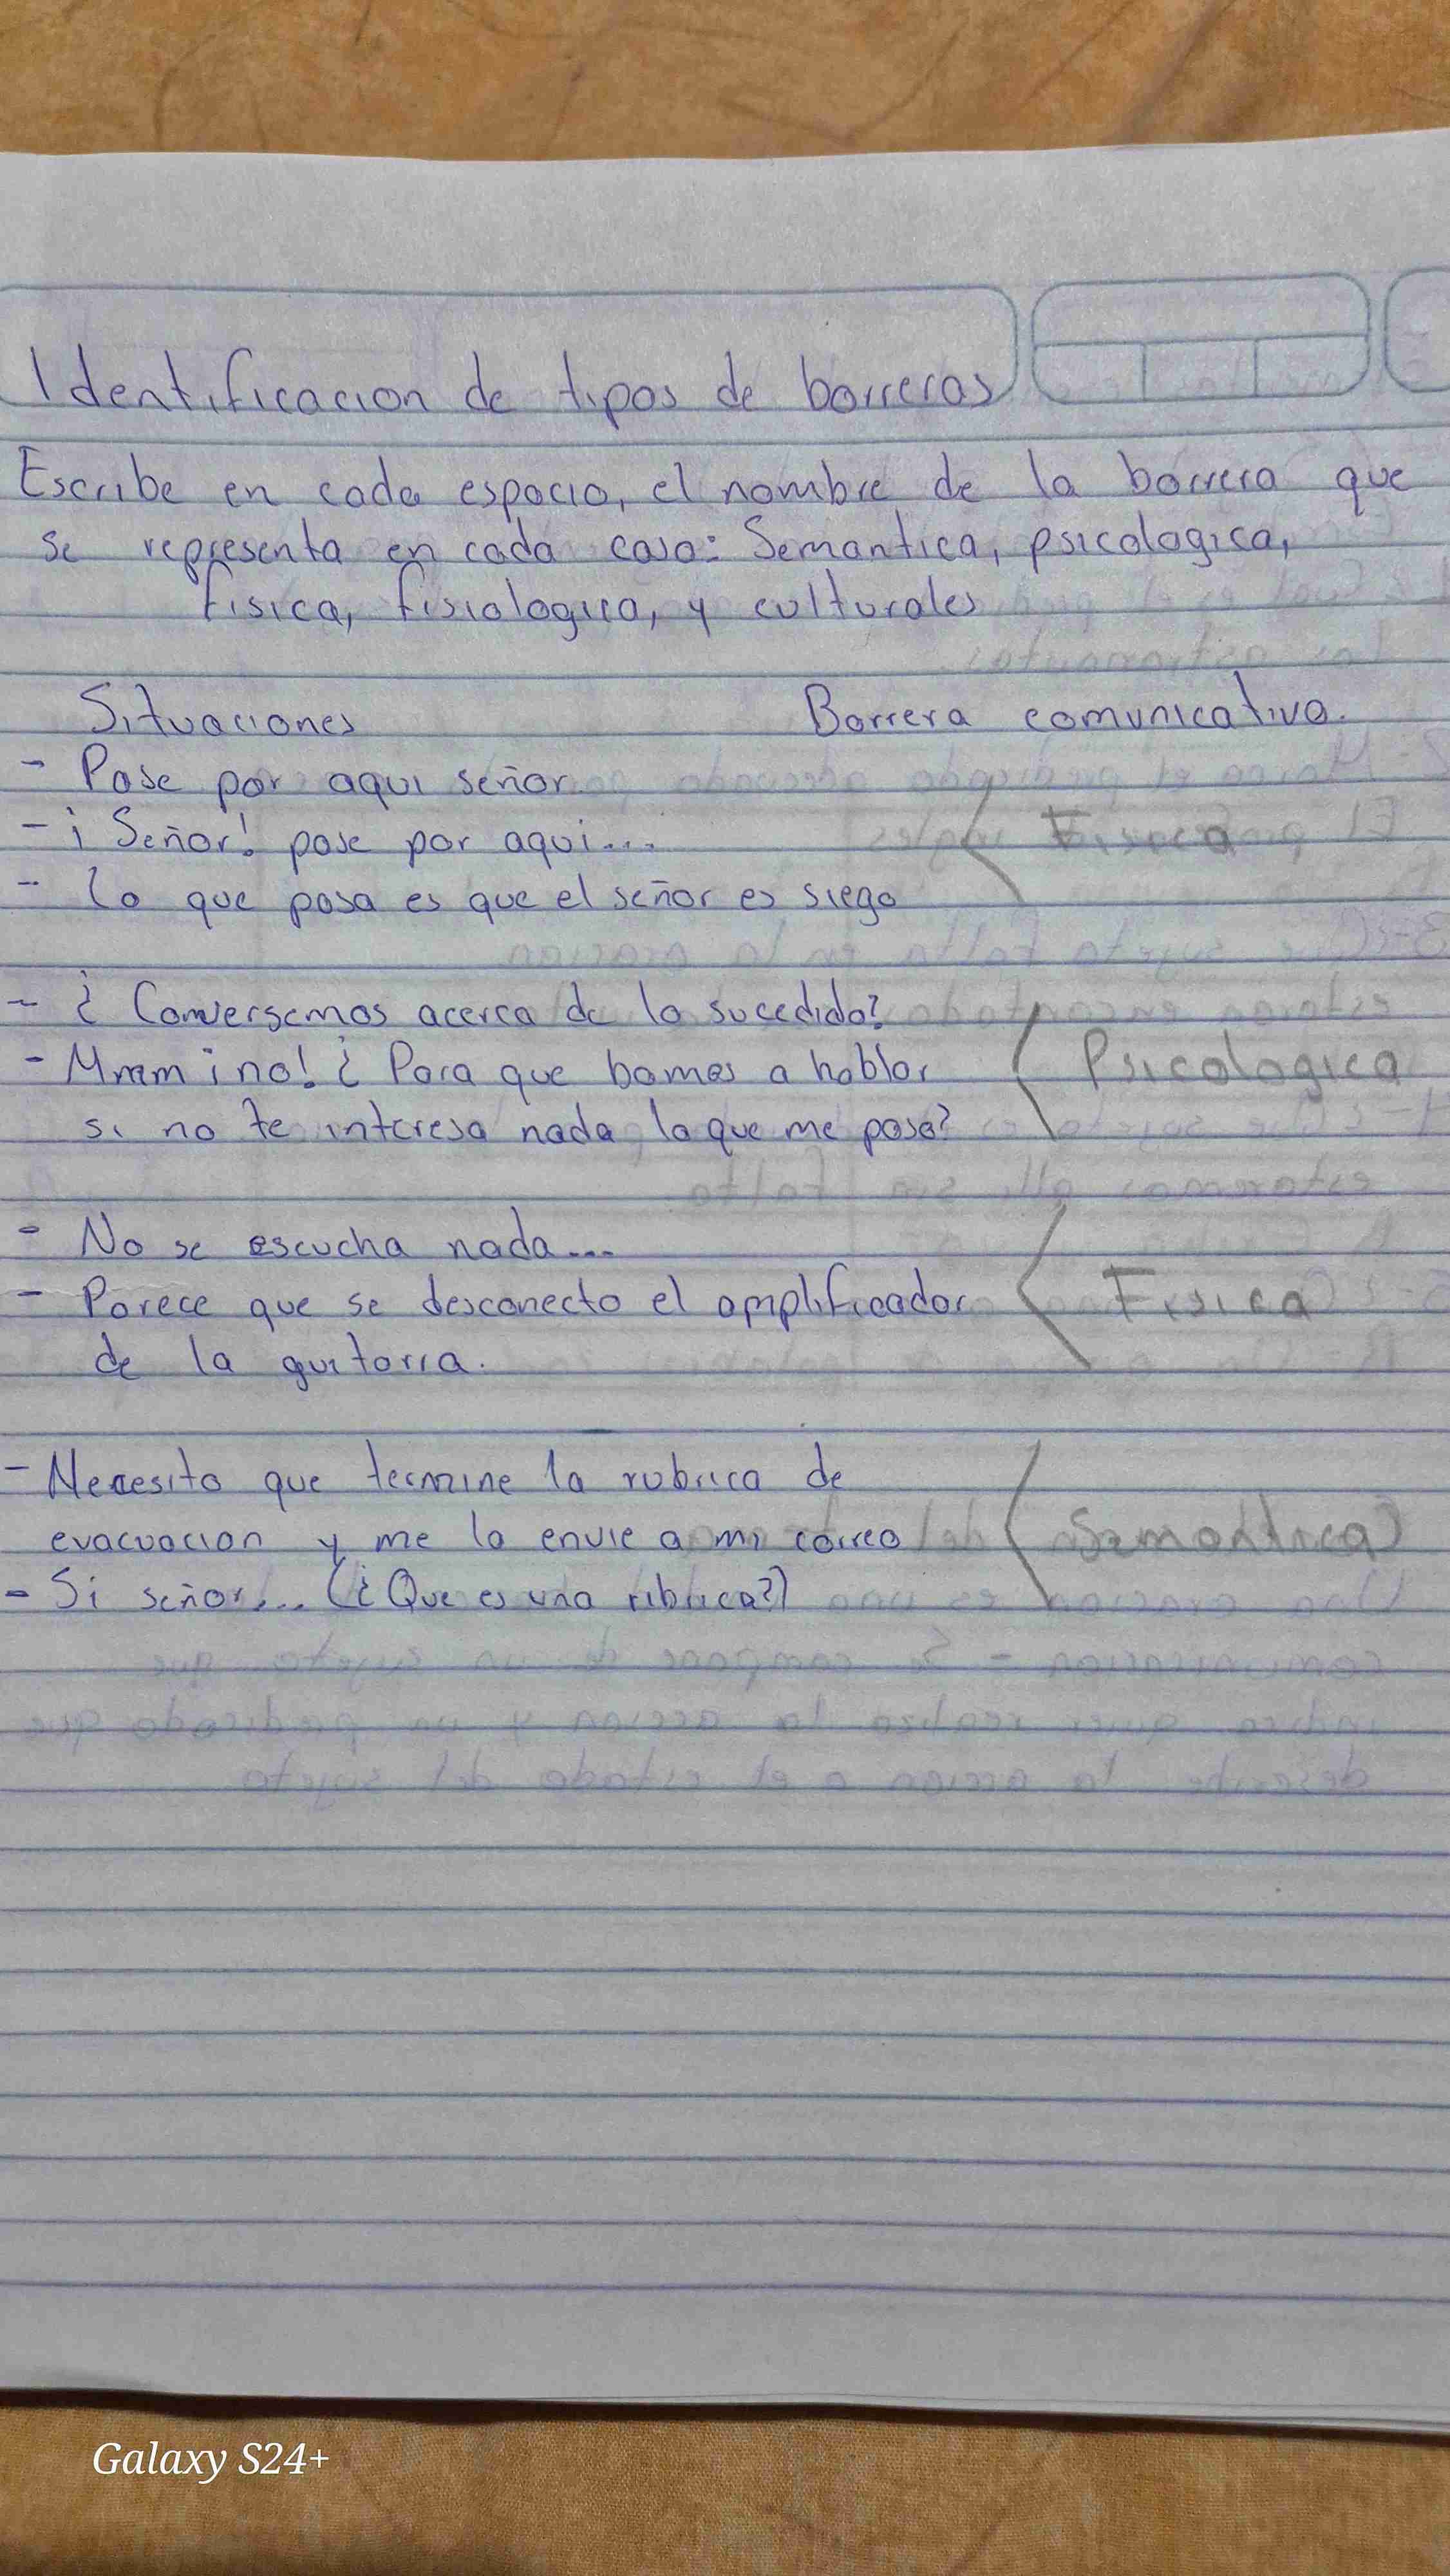 Identificacion de tipos de barreras
Escribe en cada espacio, el nombre de la barrera que
se representa en cada caso: Semantica, psicologica,
fisica, fisiologica, y culturales
Situaciones Barrera comunicativa.
- Pase por aqui señor
- ¡Señor! pase por aqui... Fisica
- Lo que pasa es que el señor es siego
- ¿Conversemos acerca de lo sucedido?
- Mmm ¡no! ¿Para que bamos a hablar Psicologica
si no te interesa nada lo que me pasa?
- No se escucha nada...
- Parece que se desconecto el amplificador Fisica
de la guitarra.
- Necesito que termine la rubrica de
evacuacion y me la envie a mi correo Semantica
- Si señor... (¿Que es una ribrica?)
Galaxy S24+